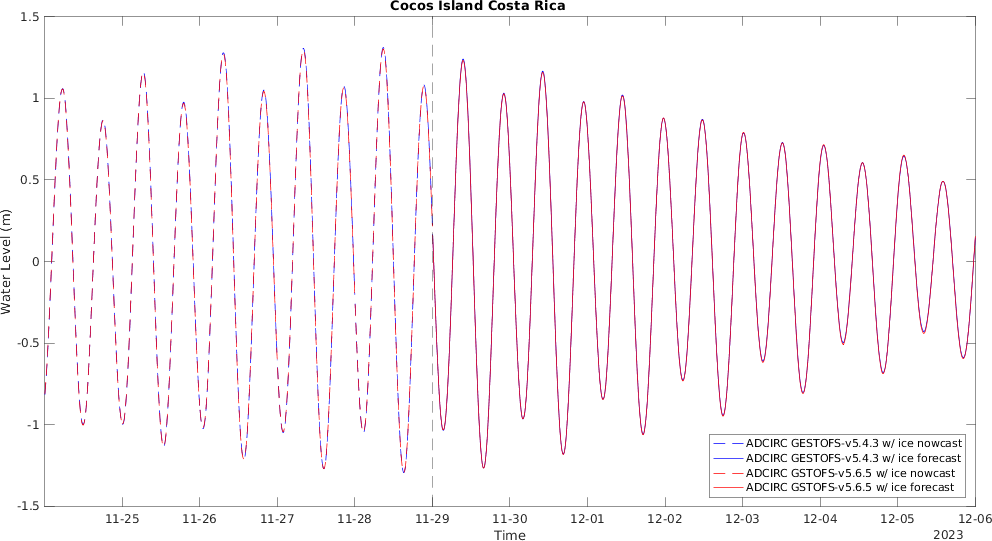 Cocos Island Costa Rica
1.5
1
0.5
0
-0.5
-1
-1.5
Water Level (m)
ADCIRC GESTOFS-v5.4.3 w/ ice nowcast
ADCIRC GESTOFS-v5.4.3 w/ ice forecast
ADCIRC GSTOFS-v5.6.5 w/ ice nowcast
ADCIRC GSTOFS-v5.6.5 w/ ice forecast
11-25 11-26 11-27 11-28 11-29 11-30 12-01 12-02 12-03 12-04 12-05 12-06
Time
2023